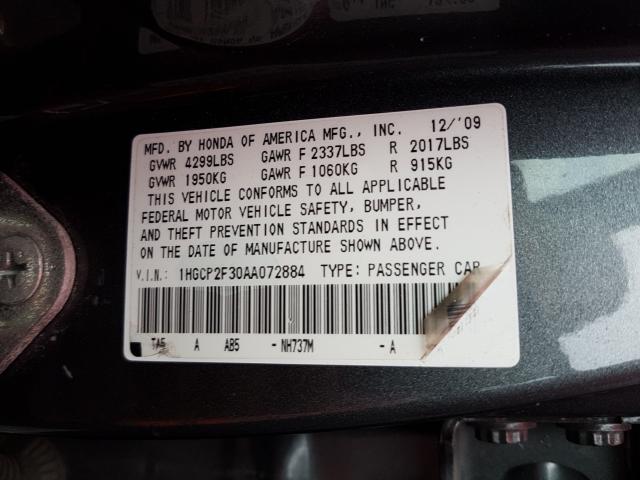 MFD. BY HONDA OF AMERICA MFG., INC. 12/'09
GVWR 4299LBS GAWR F 2337LBS R 2017LBS
GVWR 1950KG GAWR F 1060KG R 915KG
THIS VEHICLE CONFORMS TO ALL APPLICABLE
FEDERAL MOTOR VEHICLE SAFETY, BUMPER,
AND THEFT PREVENTION STANDARDS IN EFFECT
ON THE DATE OF MANUFACTURE SHOWN ABOVE.
V.I.N.: 1HGCP2F30AA072884 TYPE: PASSENGER CAR
TA5 A AB5 -NH737M -A